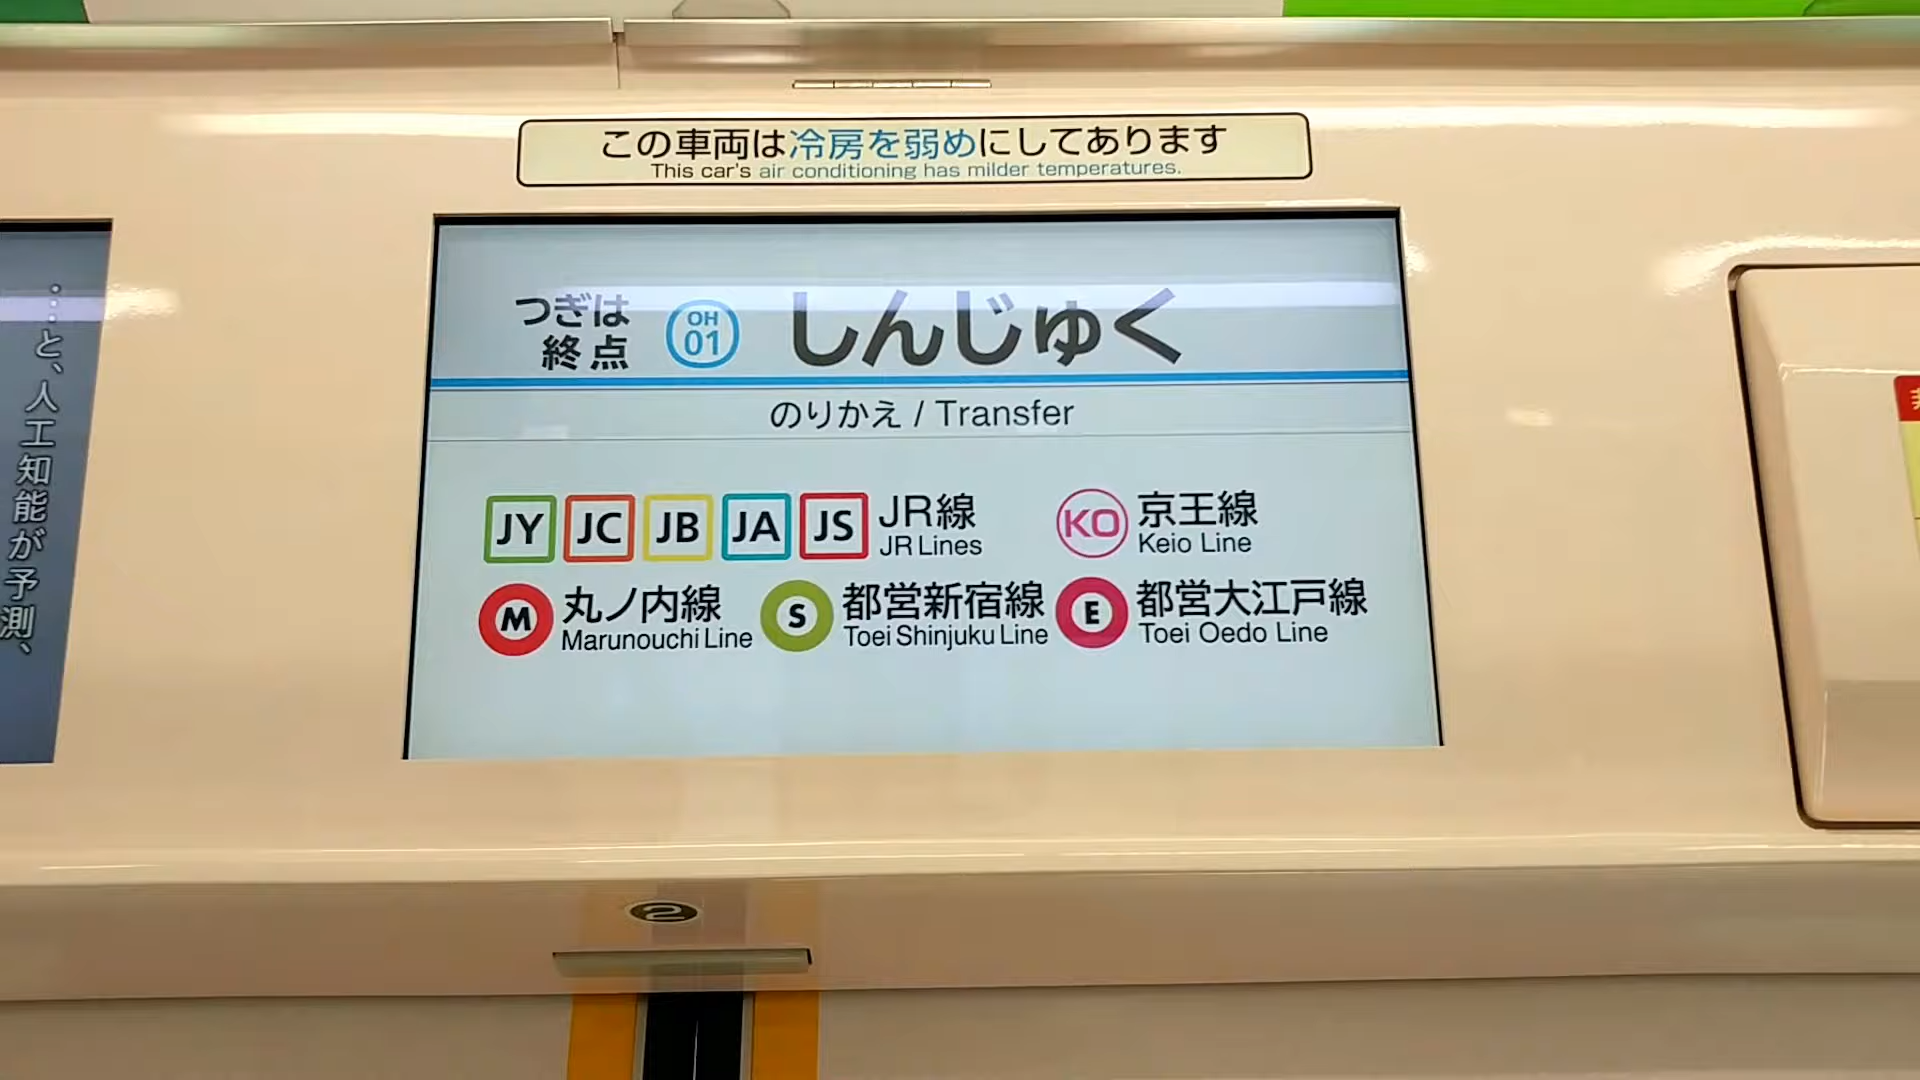 この車両は冷房を弱めにしてあります
This car's air conditioning has milder temperatures.
……と、人工知能が予測、
つぎは
終点
OH
01
しんじゅく
のりかえ / Transfer
JY JC JB JA JS JR線
JR Lines
KO 京王線
Keio Line
M 丸ノ内線
Marunouchi Line
S 都営新宿線
Toei Shinjuku Line
E 都営大江戸線
Toei Oedo Line
2